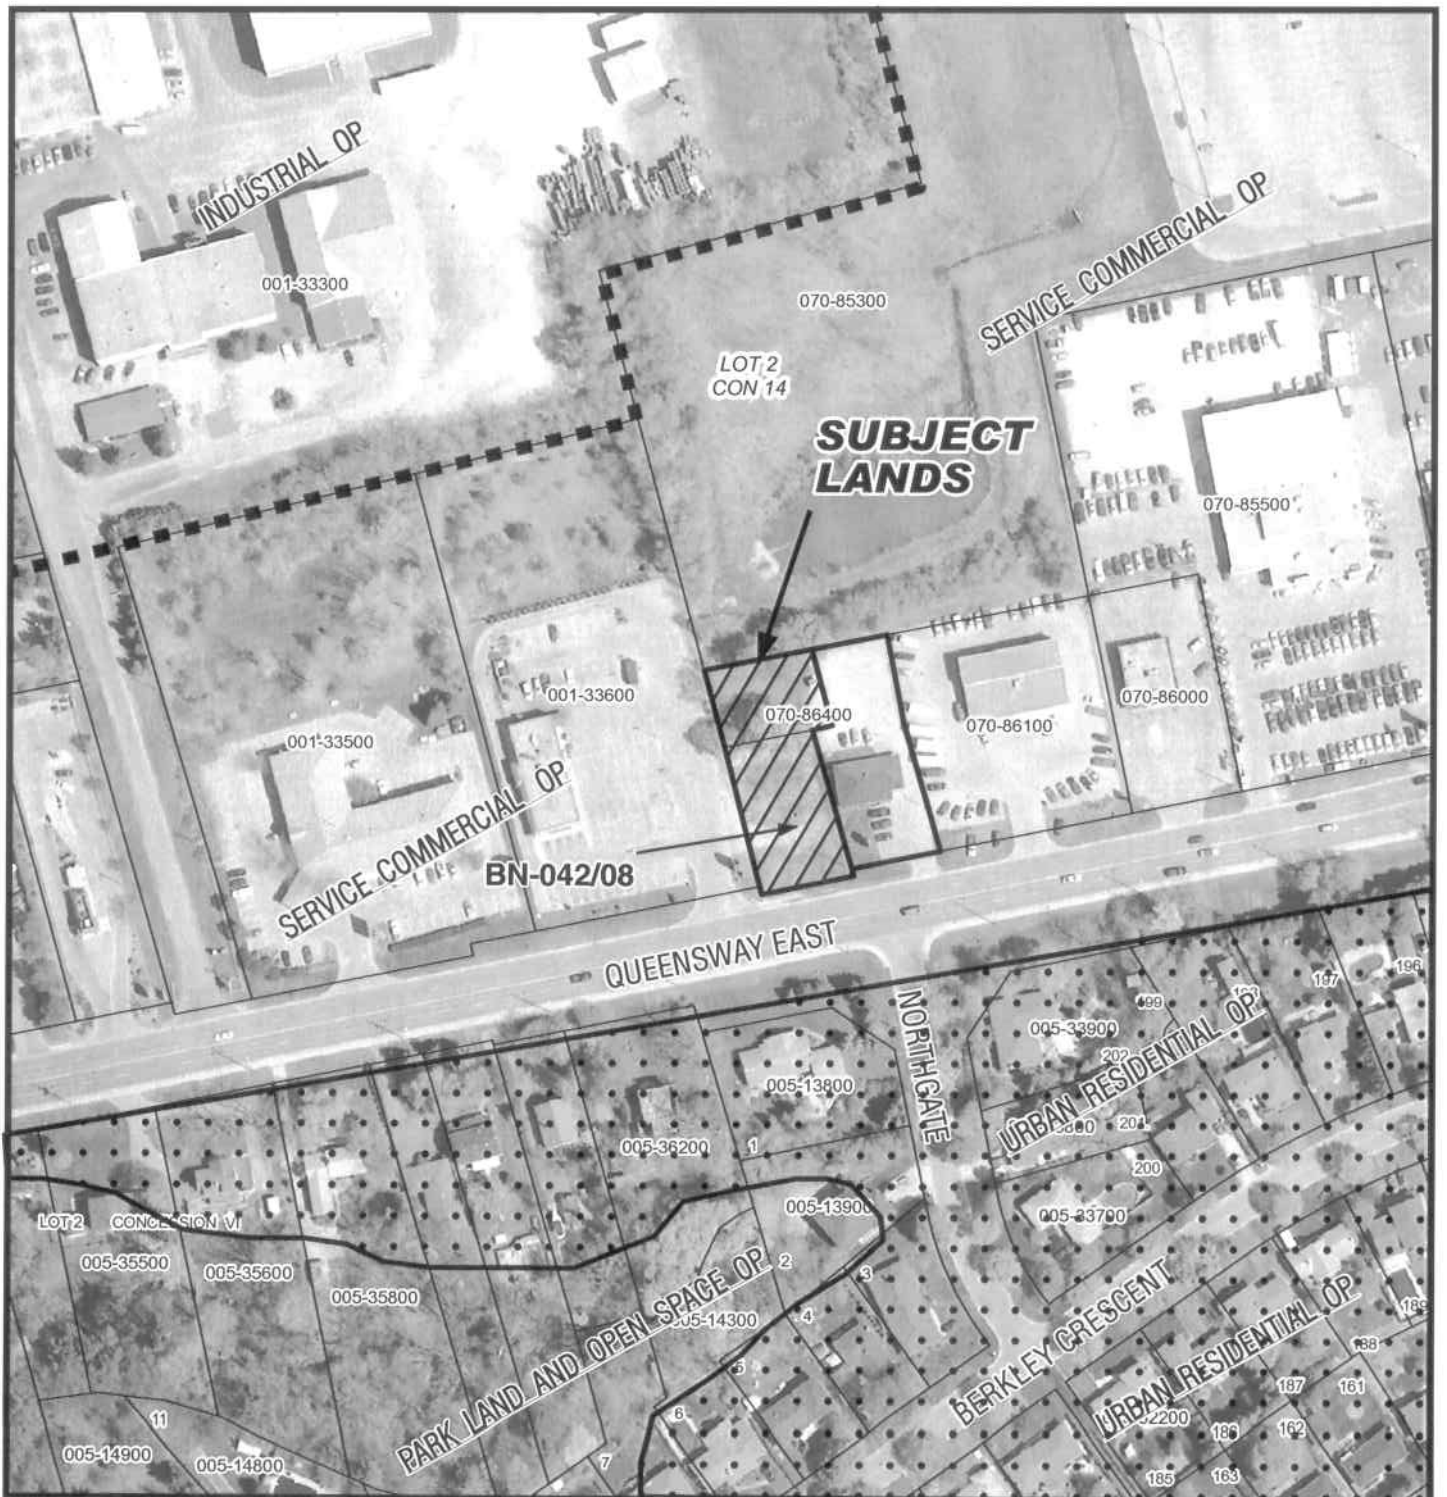 INDUSTRIAL OP
001-33300
SERVICE COMMERCIAL OP
070-85300
LOT 2
CON 14
SUBJECT
LANDS
070-85500
001-33600
070-86400
070-86000
070-86100
001-33500
SERVICE COMMERCIAL OP
BN-042/08
QUEENSWAY EAST
NORTHGATE
196
197
199
005-33900
202
URBAN RESIDENTIAL OP
005-13800
201
005-36200
1
200
005-13900
005-33700
LOT 2
CONCESSION VI
005-35500
005-35600
005-35800
2
3
4
PARK LAND AND OPEN SPACE OP
5
BERKLEY CRESCENT
URBAN RESIDENTIAL OP
189
188
187
161
6
186
162
11
005-14900
005-14800
7
185
163